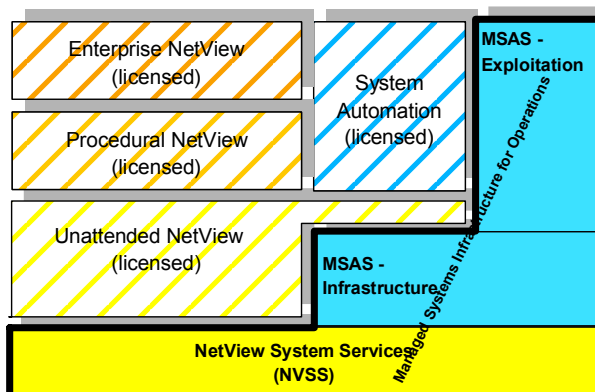 Enterprise NetView
(licensed)
Procedural NetView
(licensed)
Unattended NetView
(licensed)
System
Automation
(licensed)
MSAS -
Exploitation
MSAS -
Infrastructure
Managed Systems Infrastructure for Operations
NetView System Services
(NVSS)